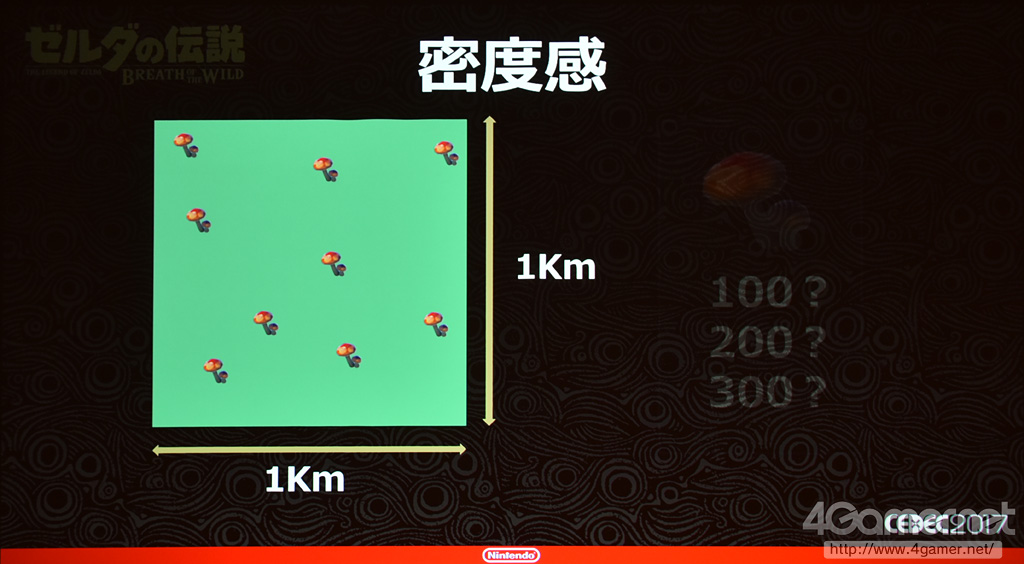 ゼルダの伝説
THE LEGEND OF ZELDA
BREATH OF THE WILD
密度感
1Km
100?
200?
300?
1Km
4Gamer.net
CEDEC2017
http://www.4gamer.net/
Nintendo